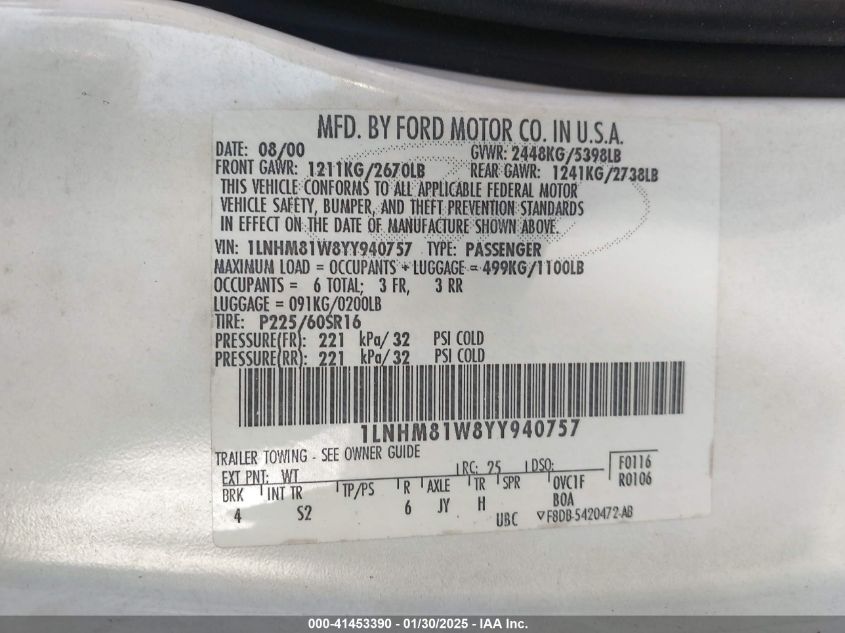 MFD. BY FORD MOTOR CO. IN U.S.A.
DATE: 08/00 GVWR: 2448KG/5398LB
FRONT GAWR: 1211KG/2670LB REAR GAWR: 1241KG/2738LB
THIS VEHICLE CONFORMS TO ALL APPLICABLE FEDERAL MOTOR
VEHICLE SAFETY, BUMPER, AND THEFT PREVENTION STANDARDS
IN EFFECT ON THE DATE OF MANUFACTURE SHOWN ABOVE.
VIN: 1LNHM81W8YY940757 TYPE: PASSENGER
MAXIMUM LOAD = OCCUPANTS + LUGGAGE = 499KG/1100LB
OCCUPANTS = 6 TOTAL; 3 FR, 3 RR
LUGGAGE = 091KG/0200LB
TIRE: P225/60SR16
PRESSURE(FR): 221 kPa/ 32 PSI COLD
PRESSURE(RR): 221 kPa/ 32 PSI COLD
1LNHM81W8YY940757
TRAILER TOWING - SEE OWNER GUIDE
EXT PNT: WT RC: 25 DSO: F0116
BRK INT TR TP/PS R AXLE TR SPR OVC1F R0106
4 S2 6 JY H BOA
UBC ▽F8DB-5420472-AB
000-41453390 - 01/30/2025 - IAA Inc.